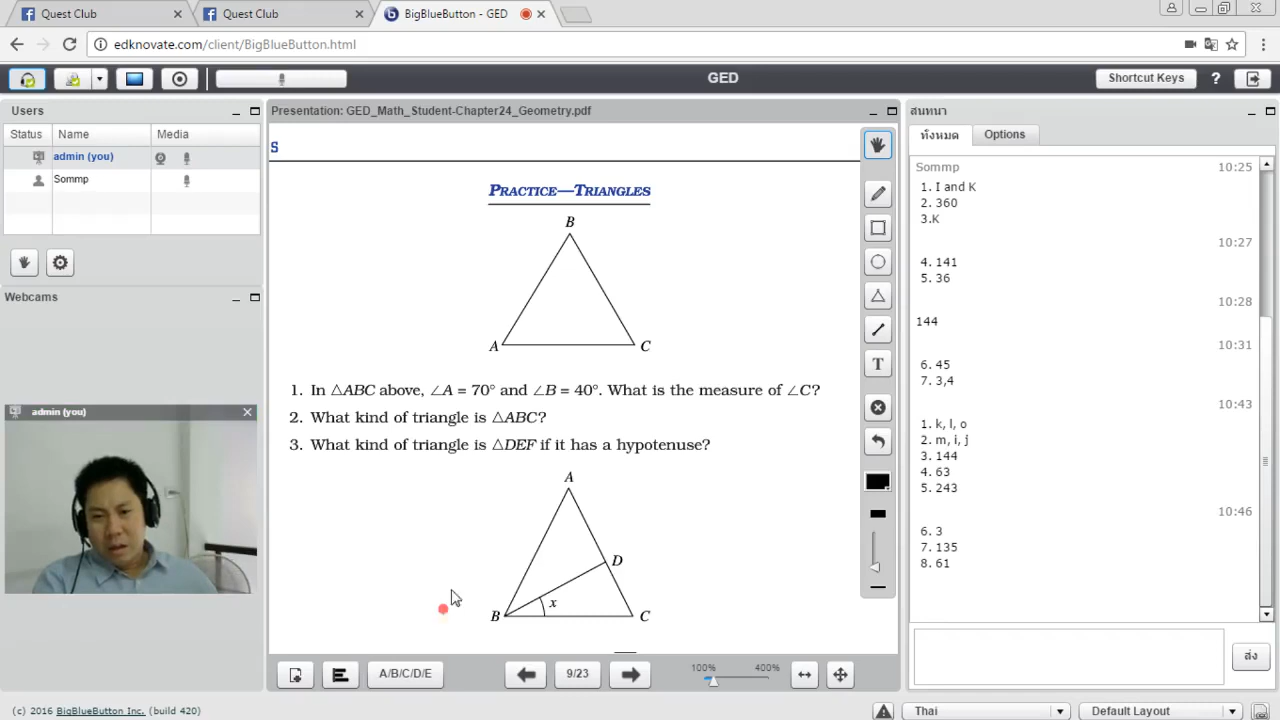 Quest Club
Quest Club
BigBlueButton - GED
edknovate.com/client/BigBlueButton.html
GED
Shortcut Keys
?
Users
Status Name Media
admin (you)
Sommp
Webcams
admin (you)
Presentation: GED_Math_Student-Chapter24_Geometry.pdf
S
PRACTICE—TRIANGLES
B
A
C
1. In △ABC above, ∠A = 70° and ∠B = 40°. What is the measure of ∠C?
2. What kind of triangle is △ABC?
3. What kind of triangle is △DEF if it has a hypotenuse?
A
D
x
B
C
T
A/B/C/D/E
9/23
100% 400%
สนทนา
ทั้งหมด Options
Sommp 10:25
1. I and K
2. 360
3.K
10:27
4. 141
5. 36
10:28
144
10:31
6. 45
7. 3,4
10:43
1. k, l, o
2. m, i, j
3. 144
4. 63
5. 243
10:46
6. 3
7. 135
8. 61
ส่ง
(c) 2016 BigBlueButton Inc. (build 420)
Thai
Default Layout